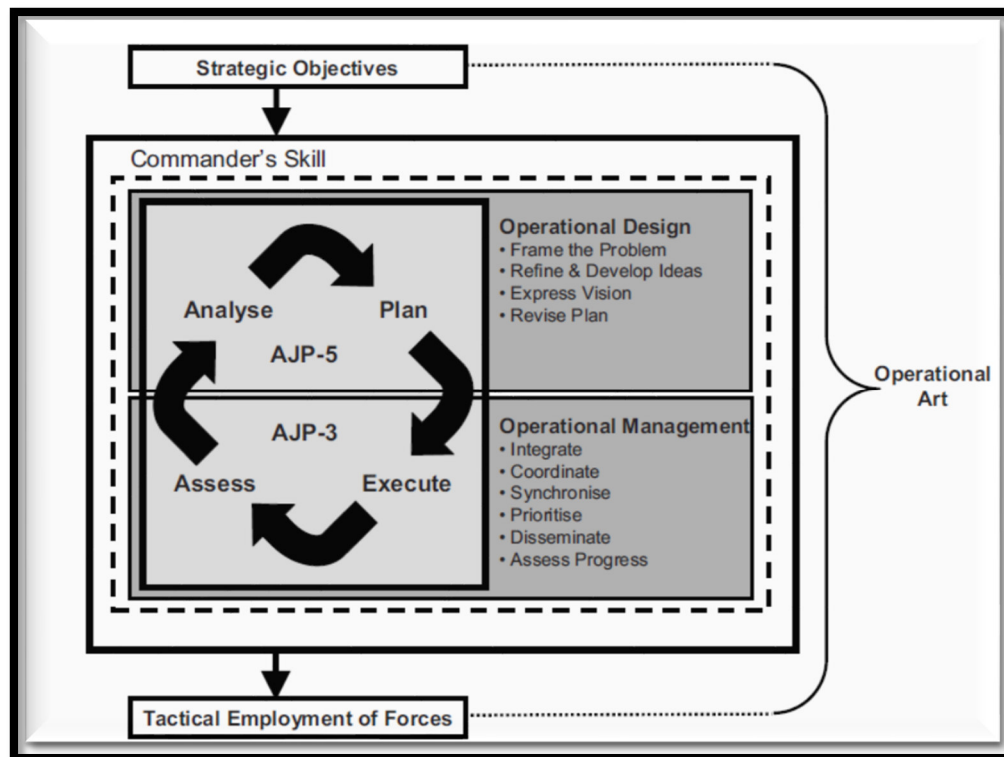 Strategic Objectives
Commander's Skill
Operational Design
• Frame the Problem
• Refine & Develop Ideas
• Express Vision
• Revise Plan
Analyse
Plan
AJP-5
Operational
Art
AJP-3
Operational Management
• Integrate
• Coordinate
• Synchronise
• Prioritise
• Disseminate
• Assess Progress
Assess
Execute
Tactical Employment of Forces